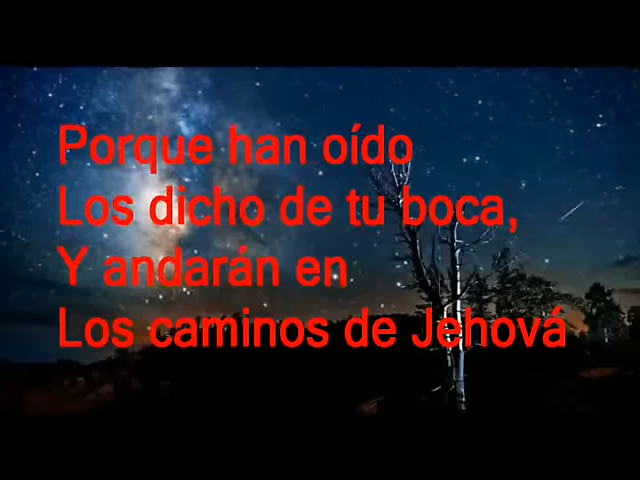 Porque han oído
Los dicho de tu boca,
Y andarán en
Los caminos de Jehová